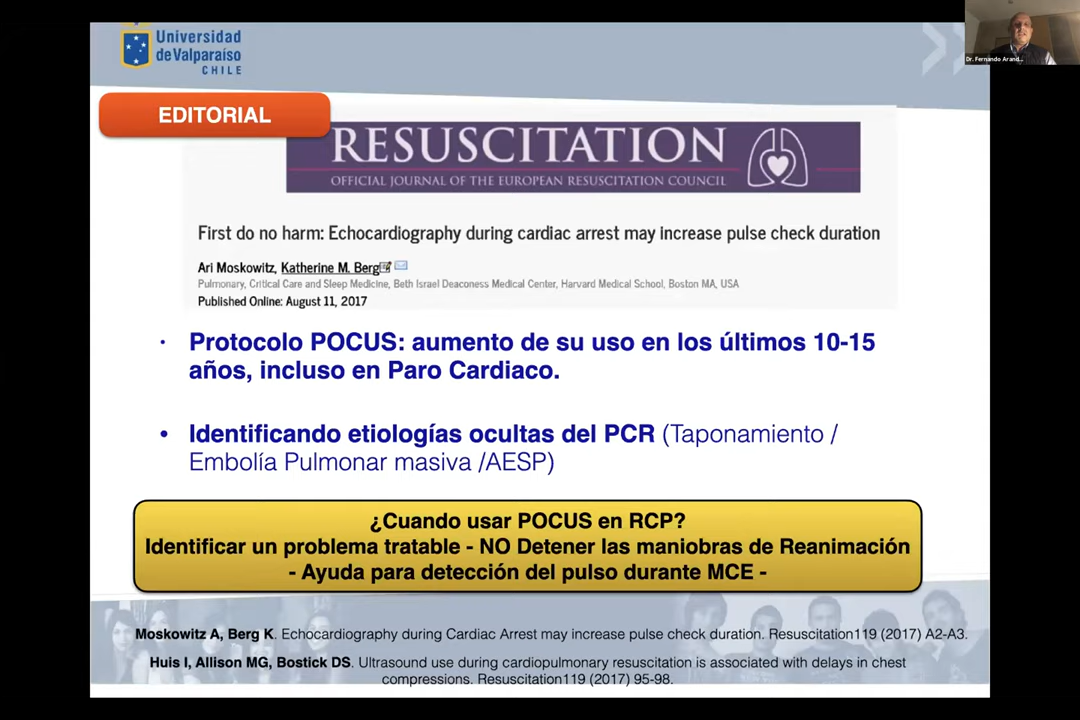 Universidad
de Valparaíso
CHILE
Dr. Fernando Arand...
EDITORIAL
RESUSCITATION
OFFICIAL JOURNAL OF THE EUROPEAN RESUSCITATION COUNCIL
First do no harm: Echocardiography during cardiac arrest may increase pulse check duration
Ari Moskowitz, Katherine M. Berg
Pulmonary, Critical Care and Sleep Medicine, Beth Israel Deaconess Medical Center, Harvard Medical School, Boston MA, USA
Published Online: August 11, 2017
· Protocolo POCUS: aumento de su uso en los últimos 10-15
años, incluso en Paro Cardiaco.
• Identificando etiologías ocultas del PCR (Taponamiento /
Embolía Pulmonar masiva /AESP)
¿Cuando usar POCUS en RCP?
Identificar un problema tratable - NO Detener las maniobras de Reanimación
- Ayuda para detección del pulso durante MCE -
Moskowitz A, Berg K. Echocardiography during Cardiac Arrest may increase pulse check duration. Resuscitation119 (2017) A2-A3.
Huis I, Allison MG, Bostick DS. Ultrasound use during cardiopulmonary resuscitation is associated with delays in chest
compressions. Resuscitation119 (2017) 95-98.